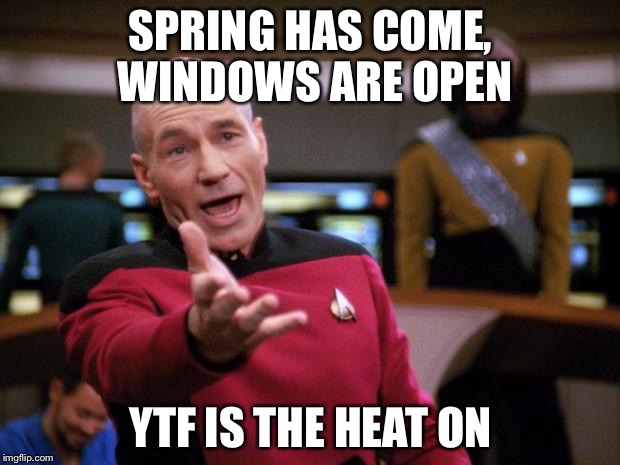 SPRING HAS COME,
WINDOWS ARE OPEN
YTF IS THE HEAT ON
imgflip.com